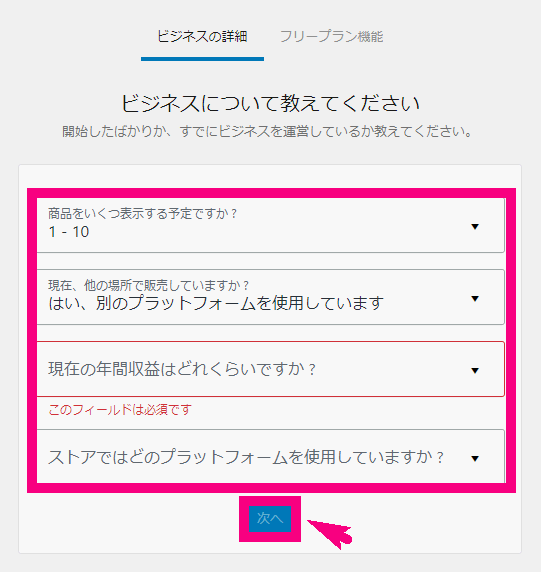 ビジネスの詳細
フリープラン機能
ビジネスについて教えてください
開始したばかりか、すでにビジネスを運営しているか教えてください。
商品をいくつ表示する予定ですか？
1 - 10
現在、他の場所で販売していますか？
はい、別のプラットフォームを使用しています
現在の年間収益はどれくらいですか？
このフィールドは必須です
ストアではどのプラットフォームを使用していますか？
次へ